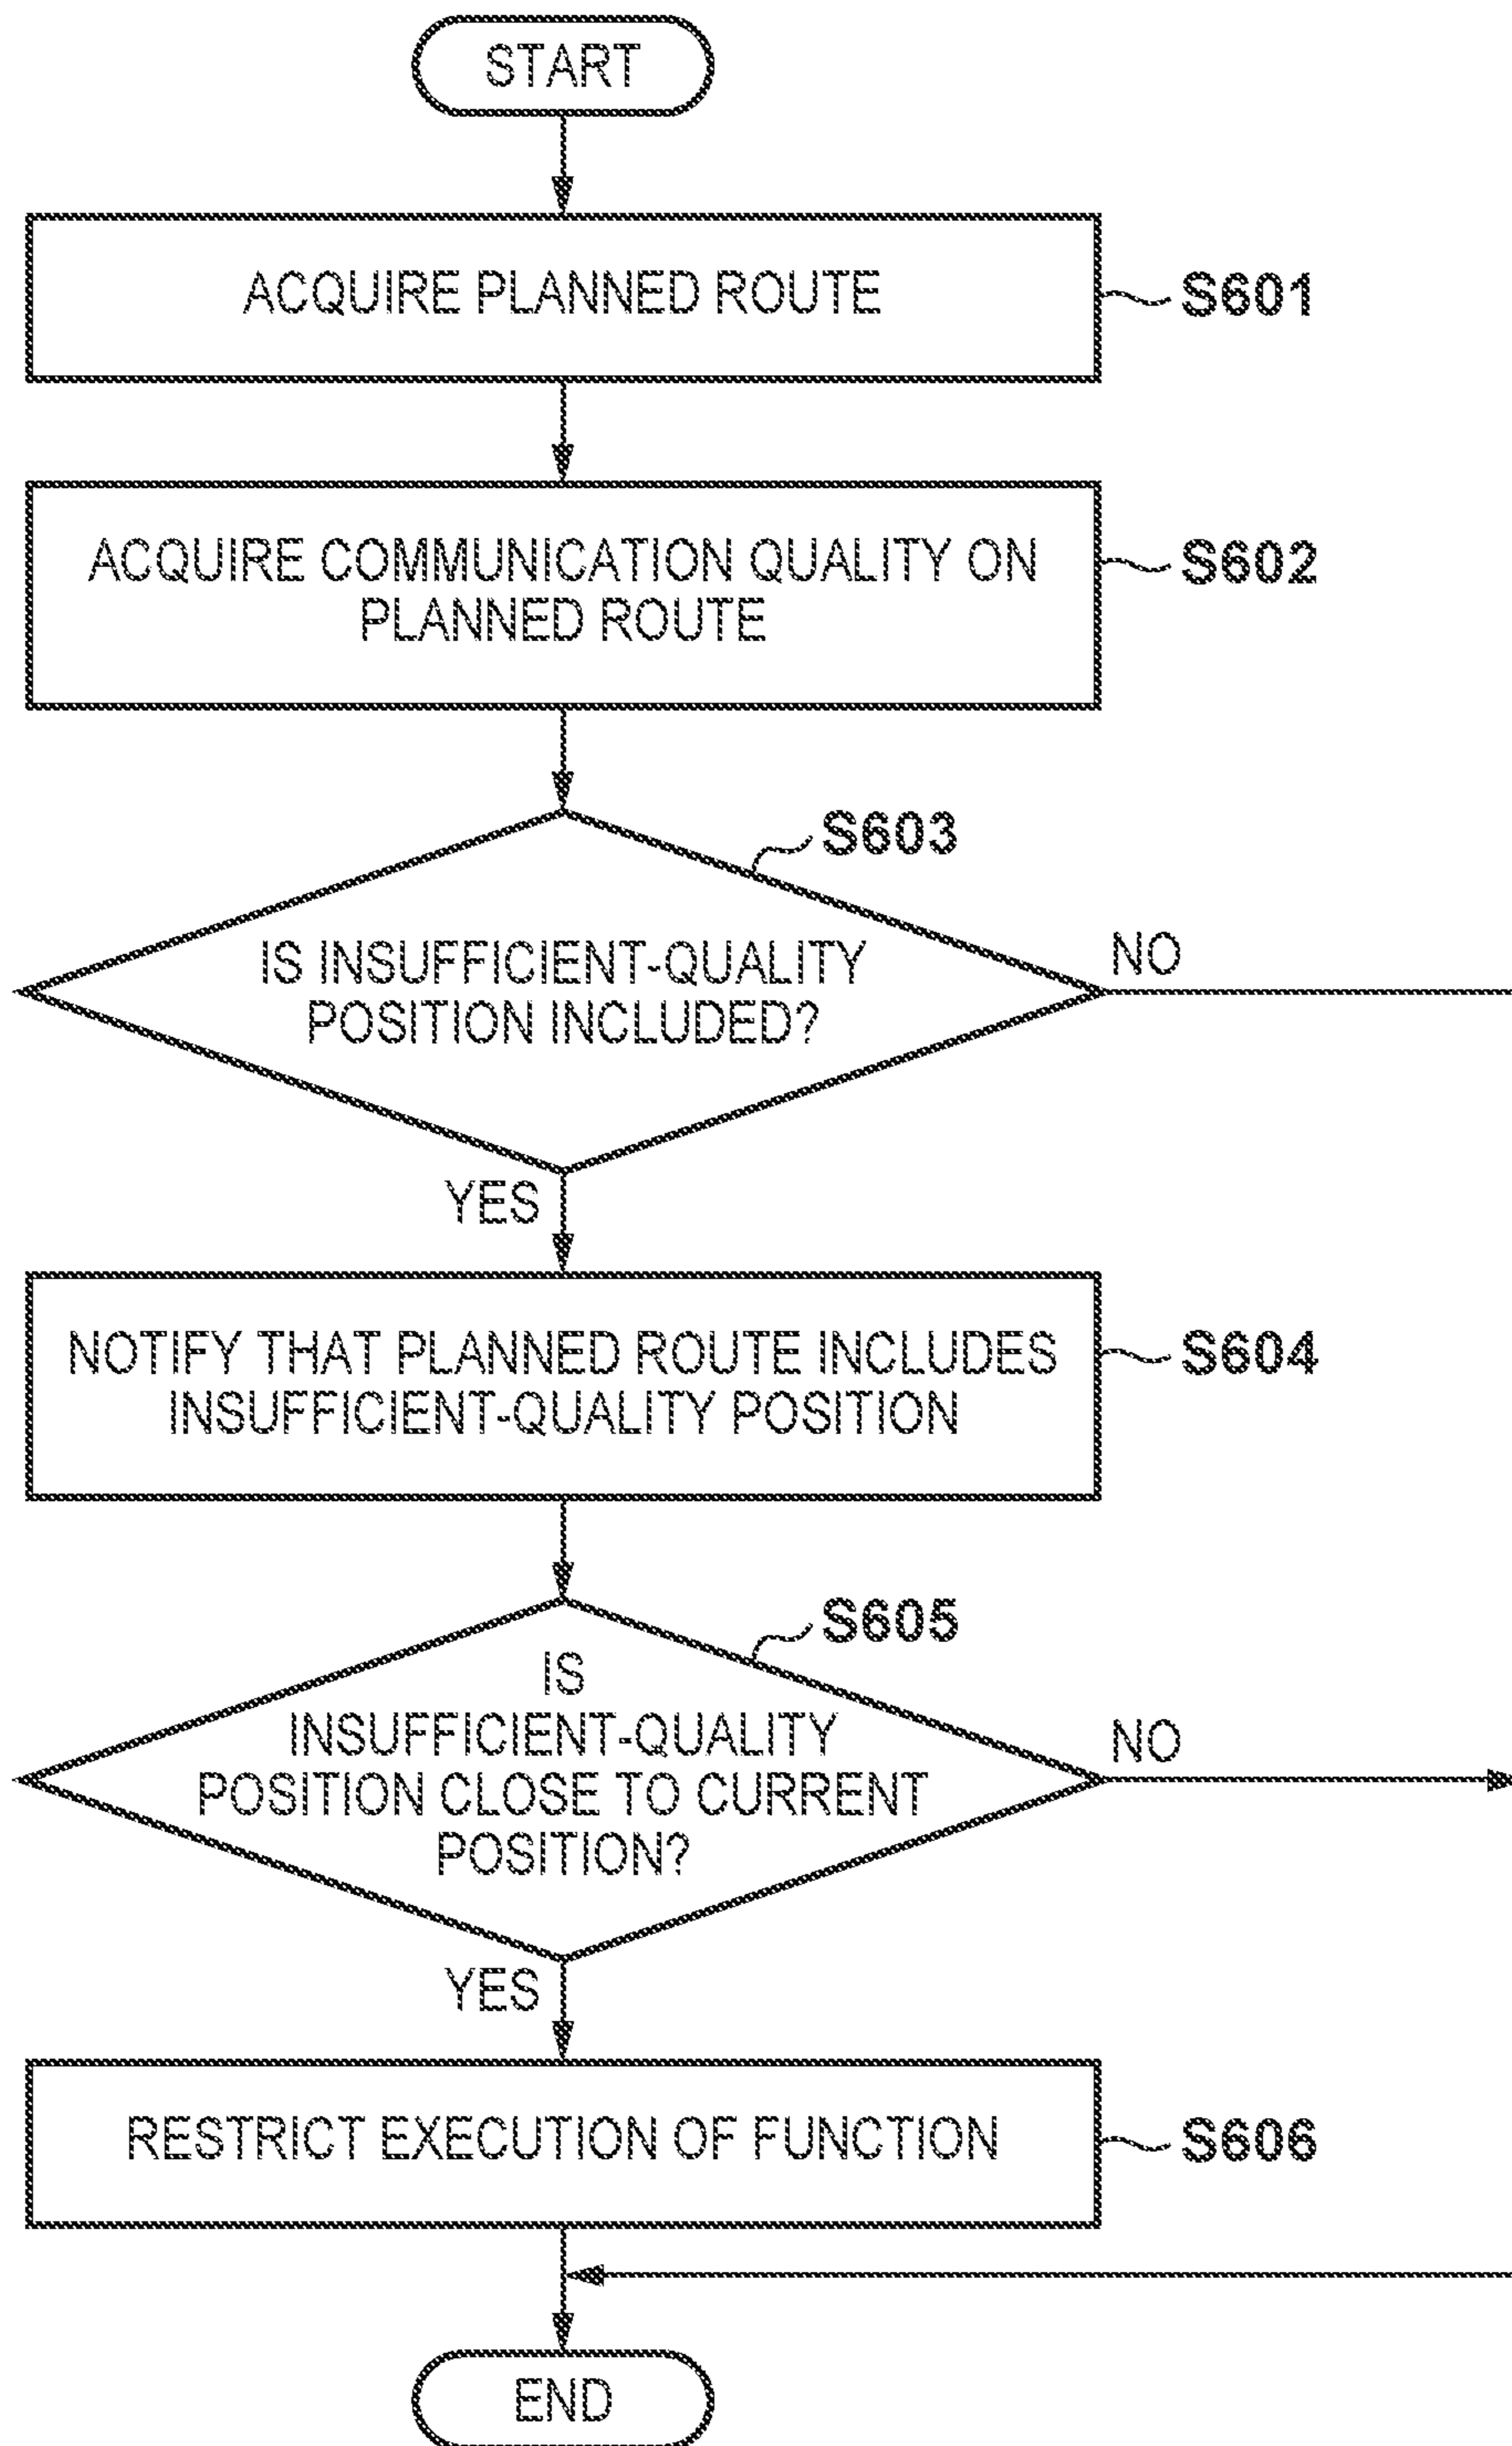 START
ACQUIRE PLANNED ROUTE
S601
ACQUIRE COMMUNICATION QUALITY ON
PLANNED ROUTE
S602
S603
IS INSUFFICIENT-QUALITY
POSITION INCLUDED?
NO
YES
NOTIFY THAT PLANNED ROUTE INCLUDES
INSUFFICIENT-QUALITY POSITION
S604
S605
IS
INSUFFICIENT-QUALITY
POSITION CLOSE TO CURRENT
POSITION?
NO
YES
RESTRICT EXECUTION OF FUNCTION
S606
END